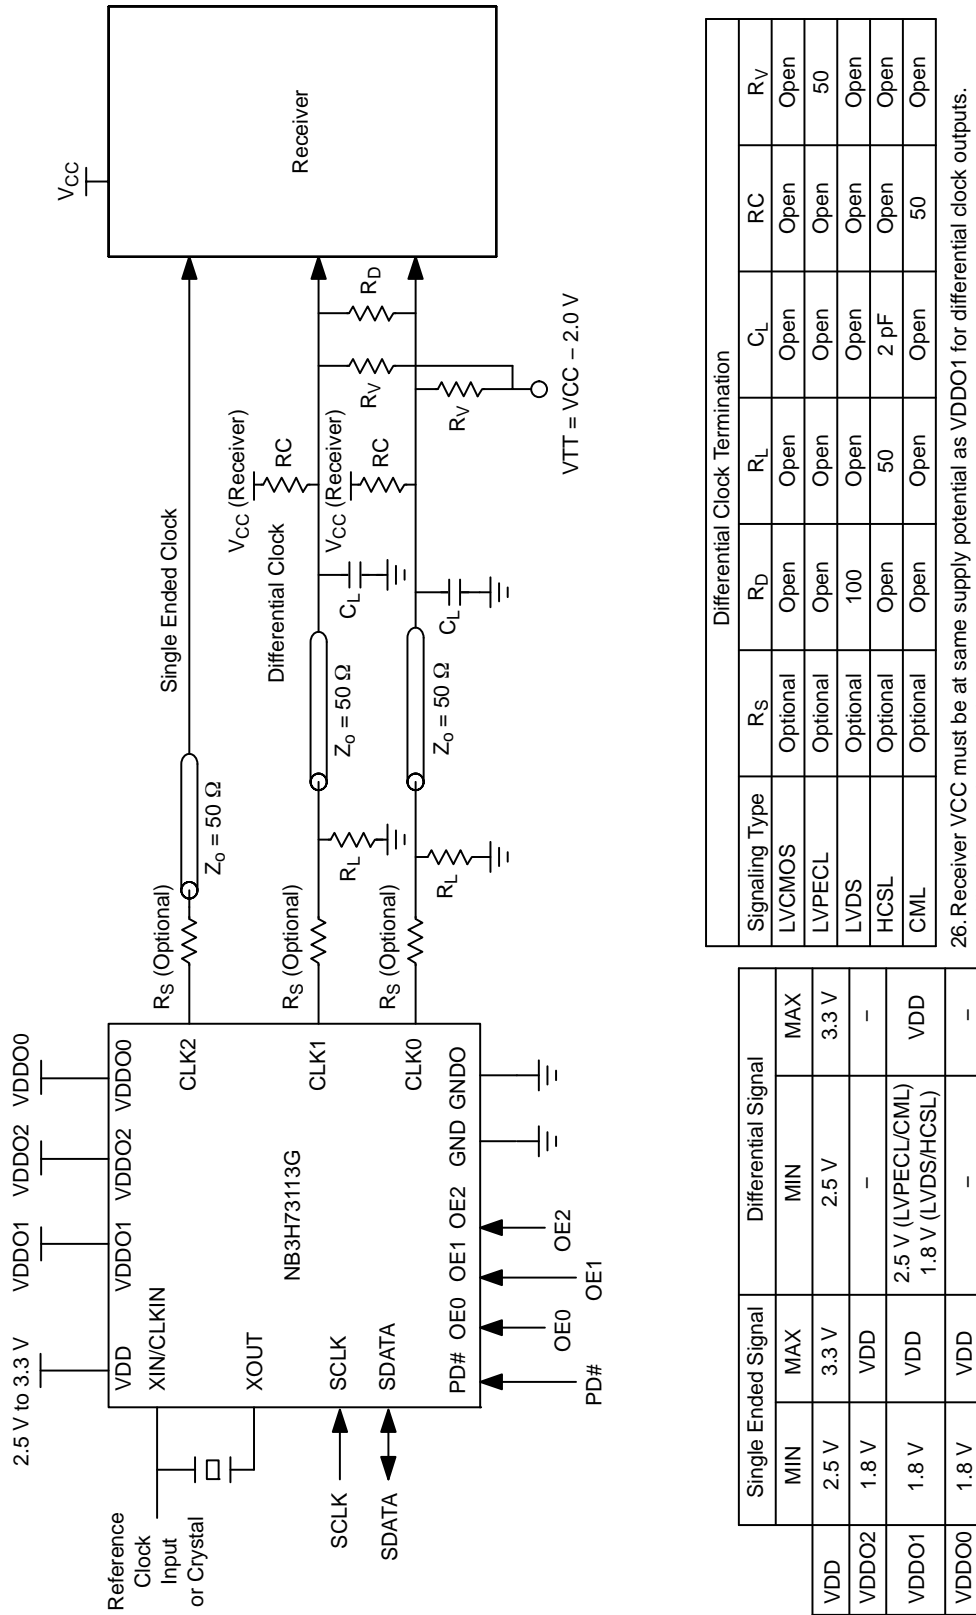 2.5 V to 3.3 V
VDDO1
VDDO2
VDDO0
VCC
VDD
VDDO1
VDDO2
VDDO0
Reference
Clock
Input
or Crystal
XIN/CLKIN
XOUT
NB3H73113G
CLK2
RS (Optional)
Zo = 50 Ω
Single Ended Clock
Receiver
SCLK
SCLK
CLK1
RS (Optional)
RL
Zo = 50 Ω
Differential Clock
CL
VCC (Receiver)
RC
RV
RD
SDATA
SDATA
CLK0
RS (Optional)
RL
Zo = 50 Ω
CL
VCC (Receiver)
RC
RV
VTT = VCC – 2.0 V
PD# OE0 OE1 OE2 GND GNDO
PD#
OE0
OE1
OE2
Single Ended Signal Differential Signal
MIN MAX MIN MAX
VDD 2.5 V 3.3 V 2.5 V 3.3 V
VDDO2 1.8 V VDD – –
VDDO1 1.8 V VDD 2.5 V (LVPECL/CML) VDD
1.8 V (LVDS/HCSL)
VDDO0 1.8 V VDD – –
Differential Clock Termination
Signaling Type RS RD RL CL RC RV
LVCMOS Optional Open Open Open Open Open
LVPECL Optional Open Open Open Open 50
LVDS Optional 100 Open Open Open Open
HCSL Optional Open 50 2 pF Open Open
CML Optional Open Open Open 50 Open
26. Receiver VCC must be at same supply potential as VDDO1 for differential clock outputs.